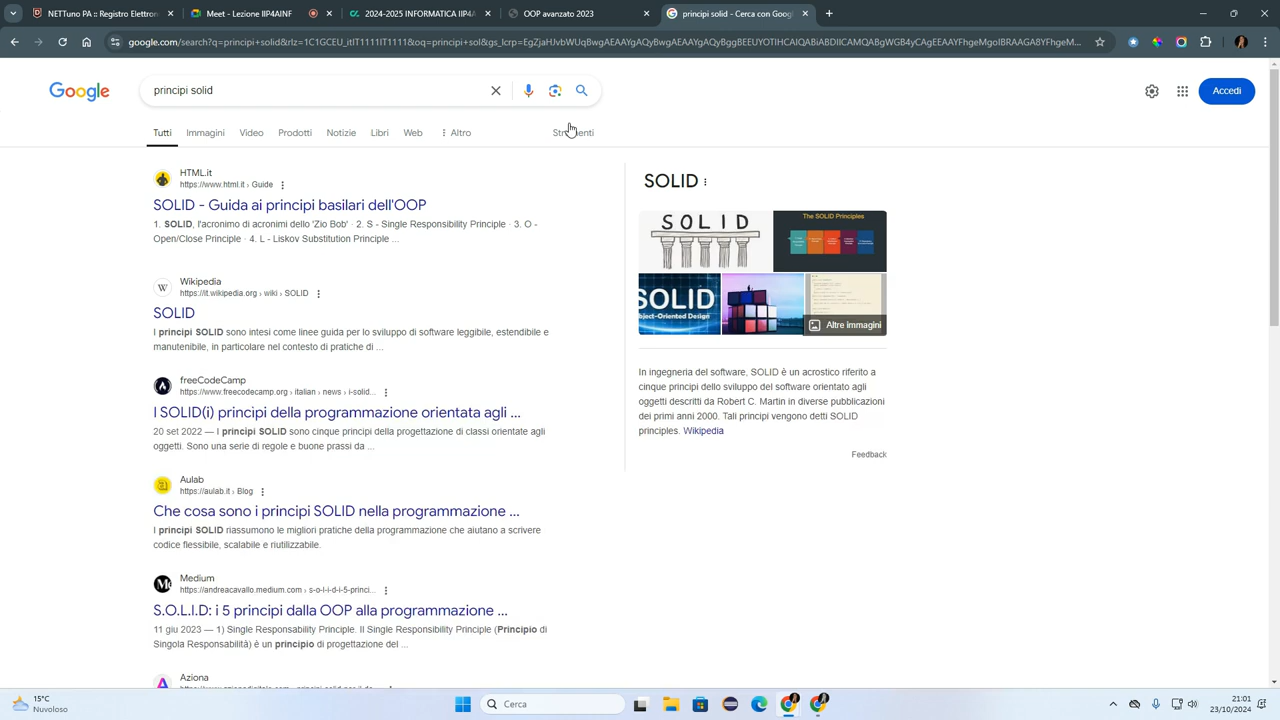 NETtuno PA - Registro Elettron
Meet - Lezione IIP4AINF
2024-2025 INFORMATICA IIP4A
OOP avanzato 2023
principi solid - Cerca con Goog
Google
principi solid
Accedi
Tutti
Immagini
Video
Prodotti
Notizie
Libri
Web
Altro
Strumenti
HTML.it
https://www.html.it › Guide
SOLID - Guida ai principi basilari dell'OOP
1. SOLID, l'acronimo di acronimi dello 'Zio Bob' · 2. S - Single Responsibility Principle · 3. O -
Open/Close Principle · 4. L - Liskov Substitution Principle ...
Wikipedia
https://it.wikipedia.org › wiki › SOLID
SOLID
I principi SOLID sono intesi come linee guida per lo sviluppo di software leggibile, estendibile e
manutenibile, in particolare nel contesto di pratiche di ...
freeCodeCamp
https://www.freecodecamp.org › italian › news › i-solid...
I SOLID(i) principi della programmazione orientata agli ...
20 set 2022 — I principi SOLID sono cinque principi della progettazione di classi orientate agli
oggetti. Sono una serie di regole e buone prassi da ...
Aulab
https://aulab.it › Blog
Che cosa sono i principi SOLID nella programmazione ...
I principi SOLID riassumono le migliori pratiche della programmazione che aiutano a scrivere
codice flessibile, scalabile e riutilizzabile.
Medium
https://andreacavallo.medium.com › s-o-l-i-d-i-5-princi...
S.O.L.I.D: i 5 principi dalla OOP alla programmazione ...
11 giu 2023 — 1) Single Responsability Principle. Il Single Responsibility Principle (Principio di
Singola Responsabilità) è un principio di progettazione del ...
Aziona
SOLID
SOLID
The SOLID Principles
SOLID
bject-Oriented Design
Altre immagini
In ingegneria del software, SOLID è un acrostico riferito a
cinque principi dello sviluppo del software orientato agli
oggetti descritti da Robert C. Martin in diverse pubblicazioni
dei primi anni 2000. Tali principi vengono detti SOLID
principles. Wikipedia
Feedback
15°C
Nuvoloso
Cerca
21:01
23/10/2024